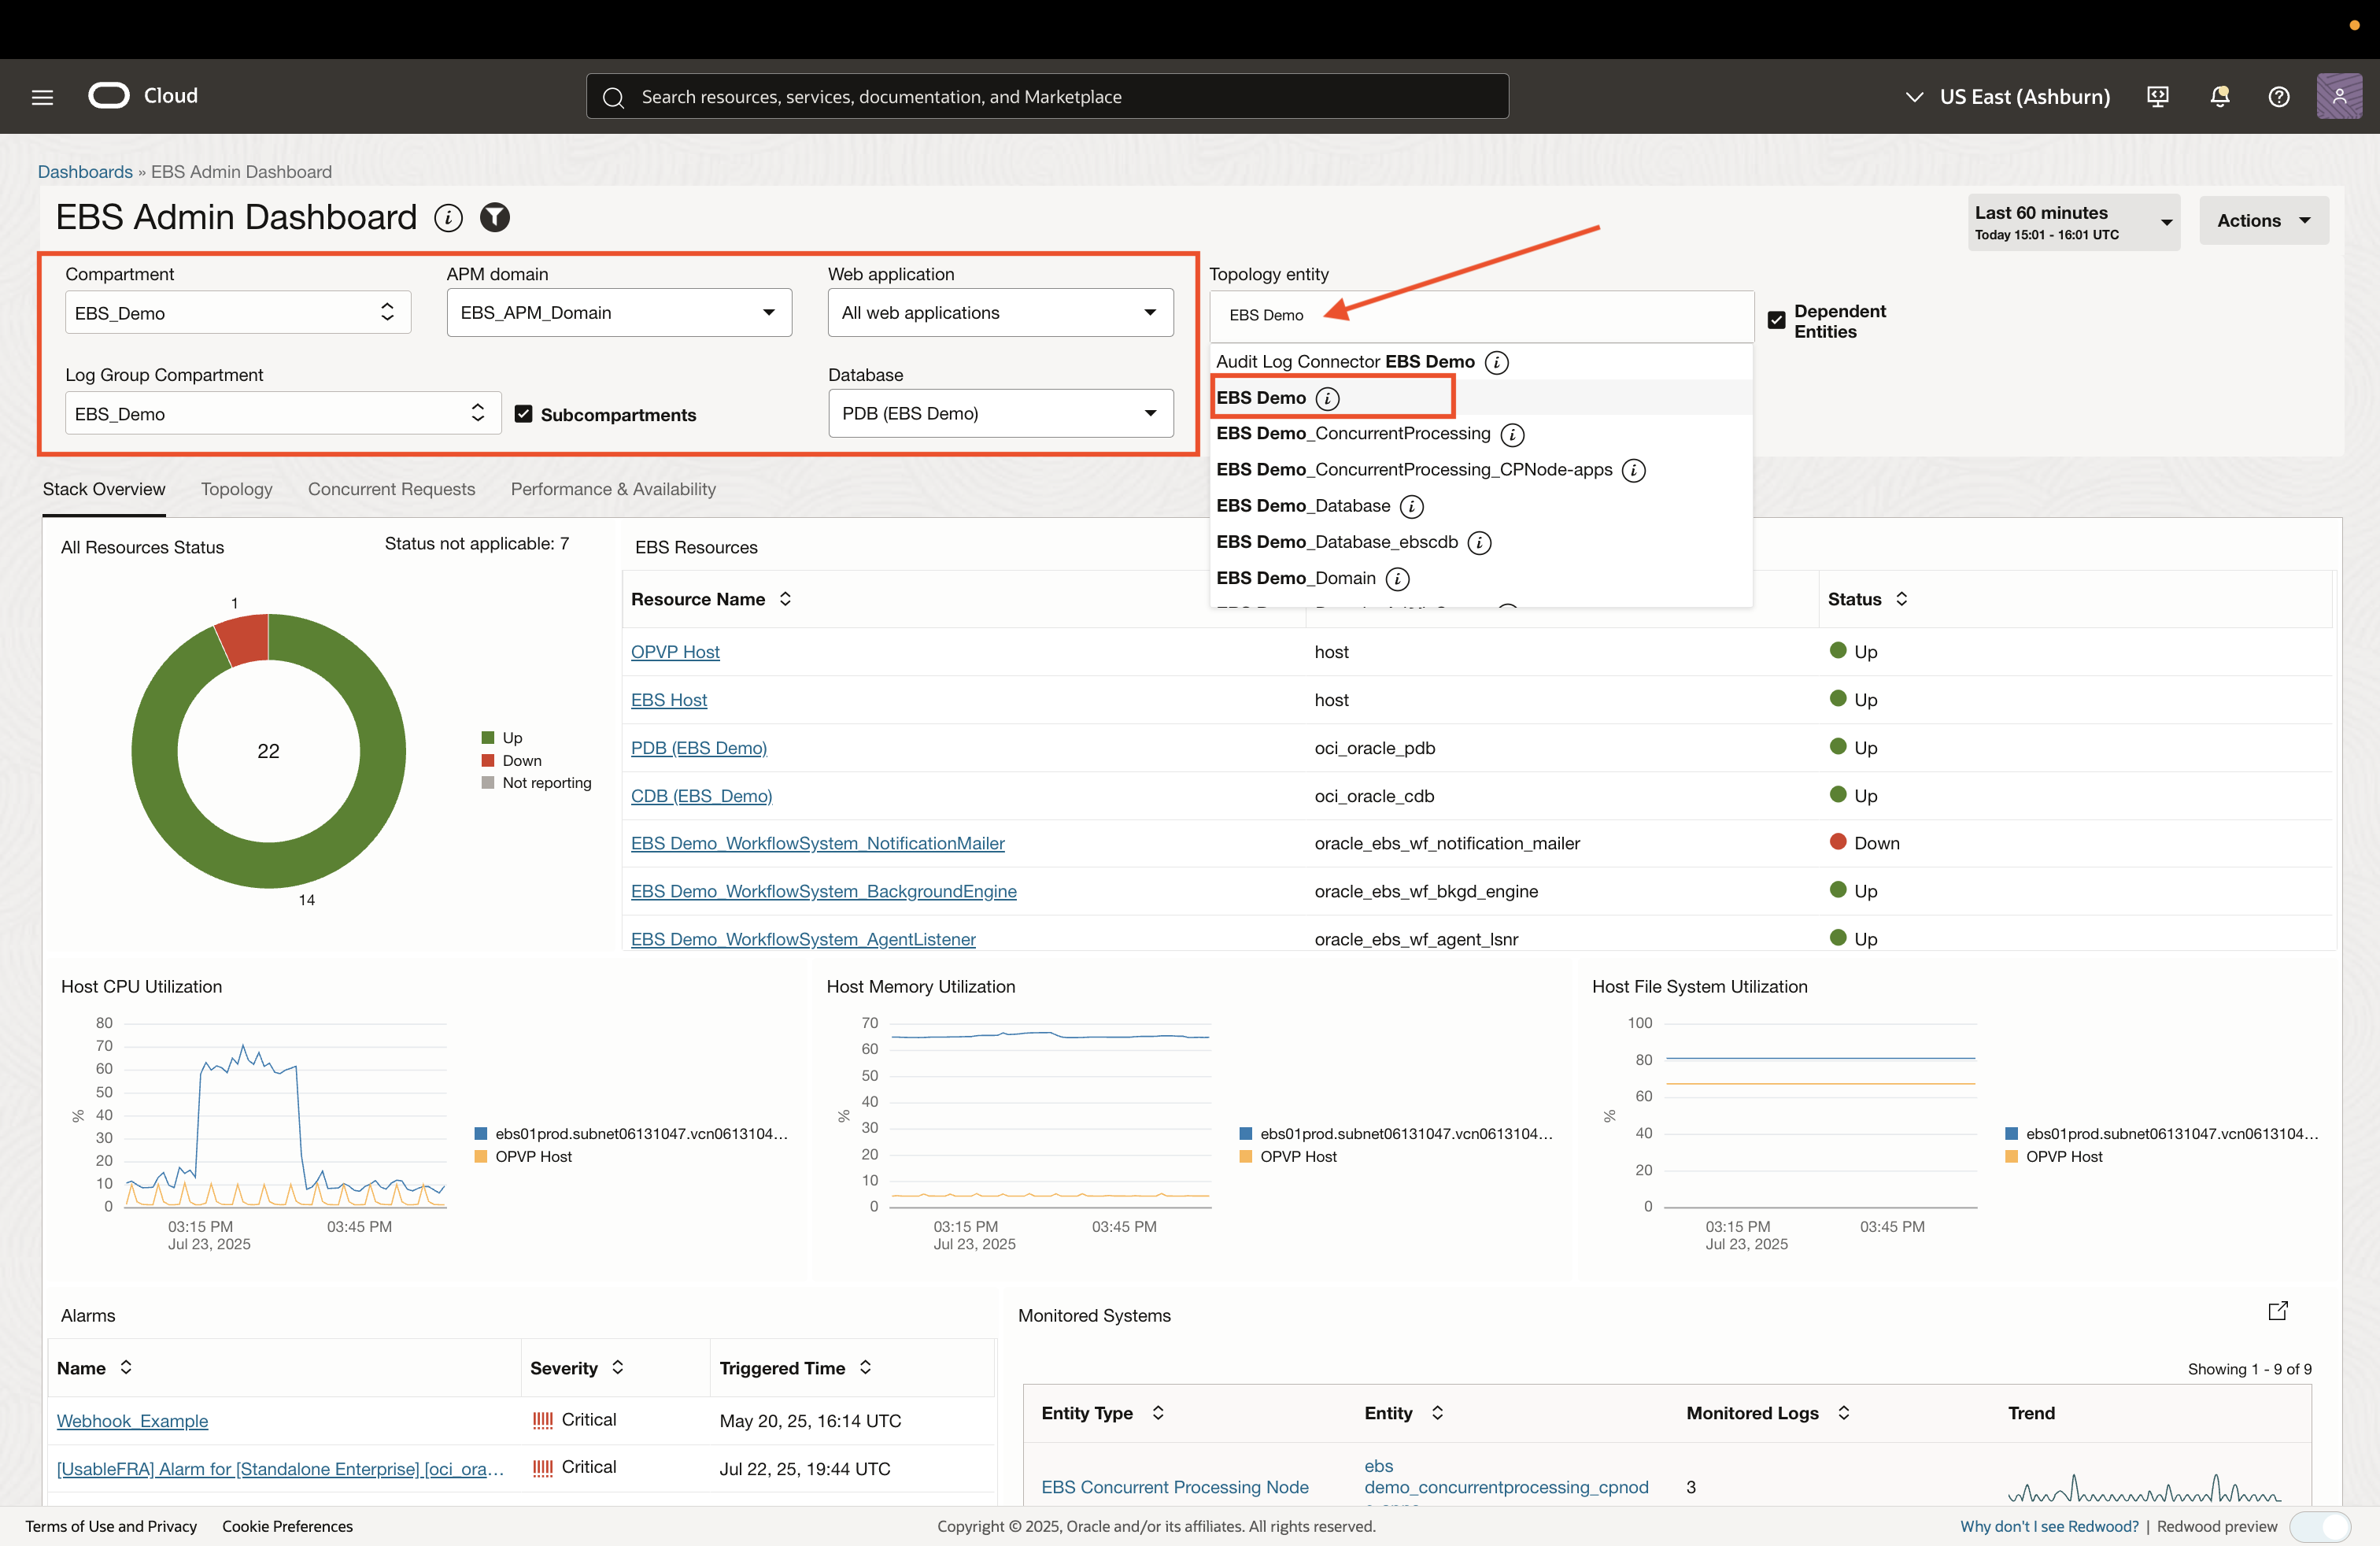 Cloud
Search resources, services, documentation, and Marketplace
US East (Ashburn)
Dashboards » EBS Admin Dashboard
EBS Admin Dashboard
Last 60 minutes
Today 15:01 - 16:01 UTC
Actions
Compartment
EBS_Demo
APM domain
EBS_APM_Domain
Web application
All web applications
Topology entity
EBS Demo
Dependent
Entities
Log Group Compartment
EBS_Demo
Subcompartments
Database
PDB (EBS Demo)
Audit Log Connector EBS Demo
EBS Demo
EBS Demo_ConcurrentProcessing
EBS Demo_ConcurrentProcessing_CPNode-apps
EBS Demo_Database
EBS Demo_Database_ebscdb
EBS Demo_Domain
Stack Overview
Topology
Concurrent Requests
Performance & Availability
All Resources Status
Status not applicable: 7
1
22
14
Up
Down
Not reporting
EBS Resources
Resource Name
Status
OPVP Host host Up
EBS Host host Up
PDB (EBS Demo) oci_oracle_pdb Up
CDB (EBS_Demo) oci_oracle_cdb Up
EBS Demo_WorkflowSystem_NotificationMailer oracle_ebs_wf_notification_mailer Down
EBS Demo_WorkflowSystem_BackgroundEngine oracle_ebs_wf_bkgd_engine Up
EBS Demo_WorkflowSystem_AgentListener oracle_ebs_wf_agent_lsnr Up
Host CPU Utilization
80
70
60
50
40
30
20
10
0
%
03:15 PM
Jul 23, 2025
03:45 PM
ebs01prod.subnet06131047.vcn0613104...
OPVP Host
Host Memory Utilization
70
60
50
40
30
20
10
0
%
03:15 PM
Jul 23, 2025
03:45 PM
ebs01prod.subnet06131047.vcn0613104...
OPVP Host
Host File System Utilization
100
80
60
40
20
0
%
03:15 PM
Jul 23, 2025
03:45 PM
ebs01prod.subnet06131047.vcn0613104...
OPVP Host
Alarms
Name Severity Triggered Time
Webhook_Example Critical May 20, 25, 16:14 UTC
[UsableFRA] Alarm for [Standalone Enterprise] [oci_ora... Critical Jul 22, 25, 19:44 UTC
Monitored Systems
Showing 1 - 9 of 9
Entity Type Entity Monitored Logs Trend
EBS Concurrent Processing Node
ebs
demo_concurrentprocessing_cpnod
3
Terms of Use and Privacy
Cookie Preferences
Copyright © 2025, Oracle and/or its affiliates. All rights reserved.
Why don't I see Redwood? | Redwood preview